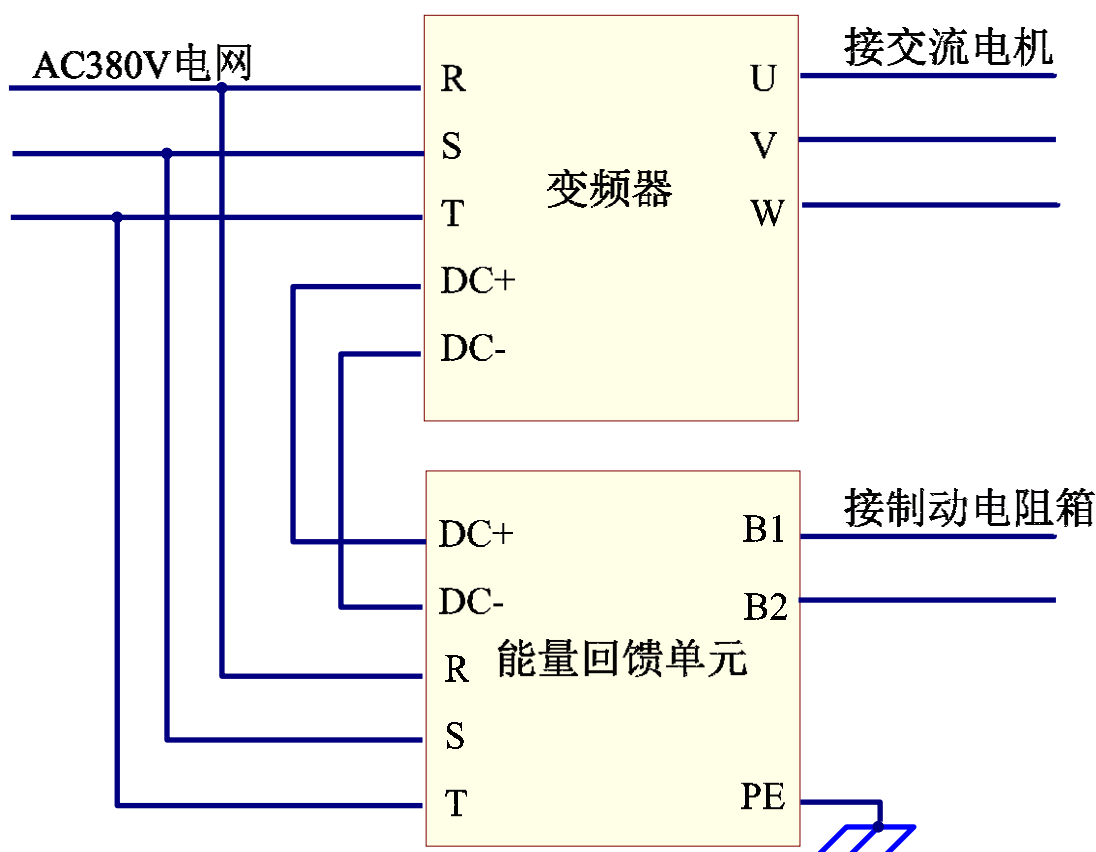 AC380V电网
接交流电机
R
U
S
V
变频器
T
W
DC+
DC-
接制动电阻箱
DC+
B1
DC-
B2
能量回馈单元
R
S
T
PE